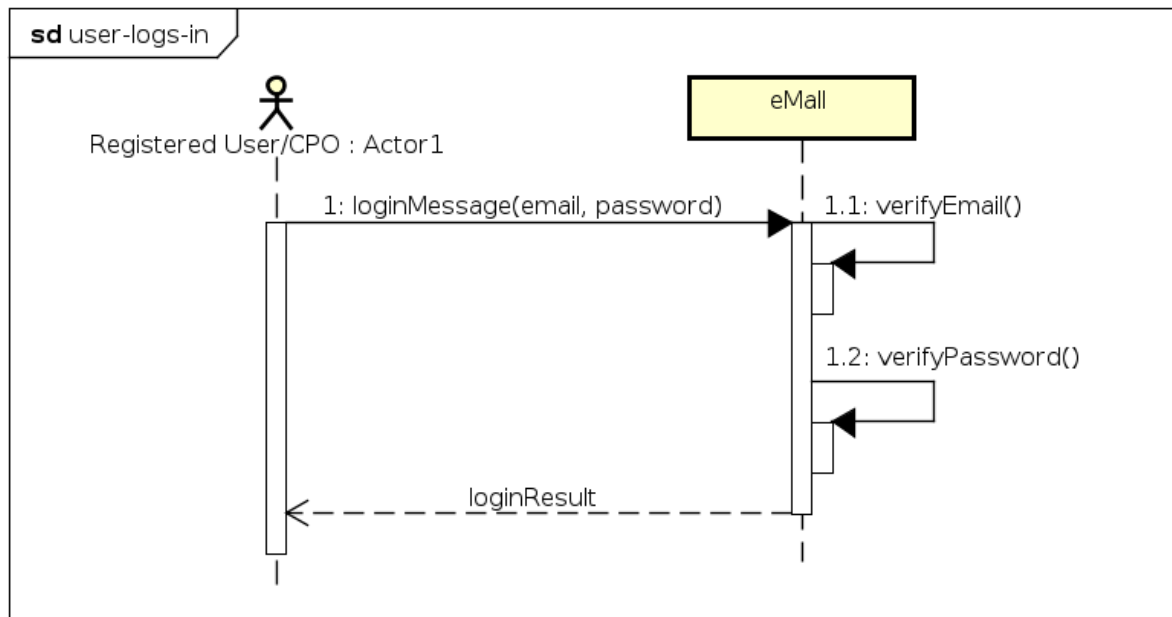 sd user-logs-in
eMall
Registered User/CPO : Actor1
1: loginMessage(email, password)
1.1: verifyEmail()
1.2: verifyPassword()
loginResult